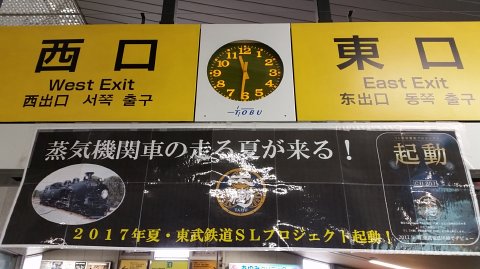 西口
West Exit
西出口 서쪽 출구
TOBU
東口
East Exit
东出口 동쪽 출구
蒸気機関車の走る夏が来る！
2017年夏・東武鉄道SLプロジェクト起動！
起動